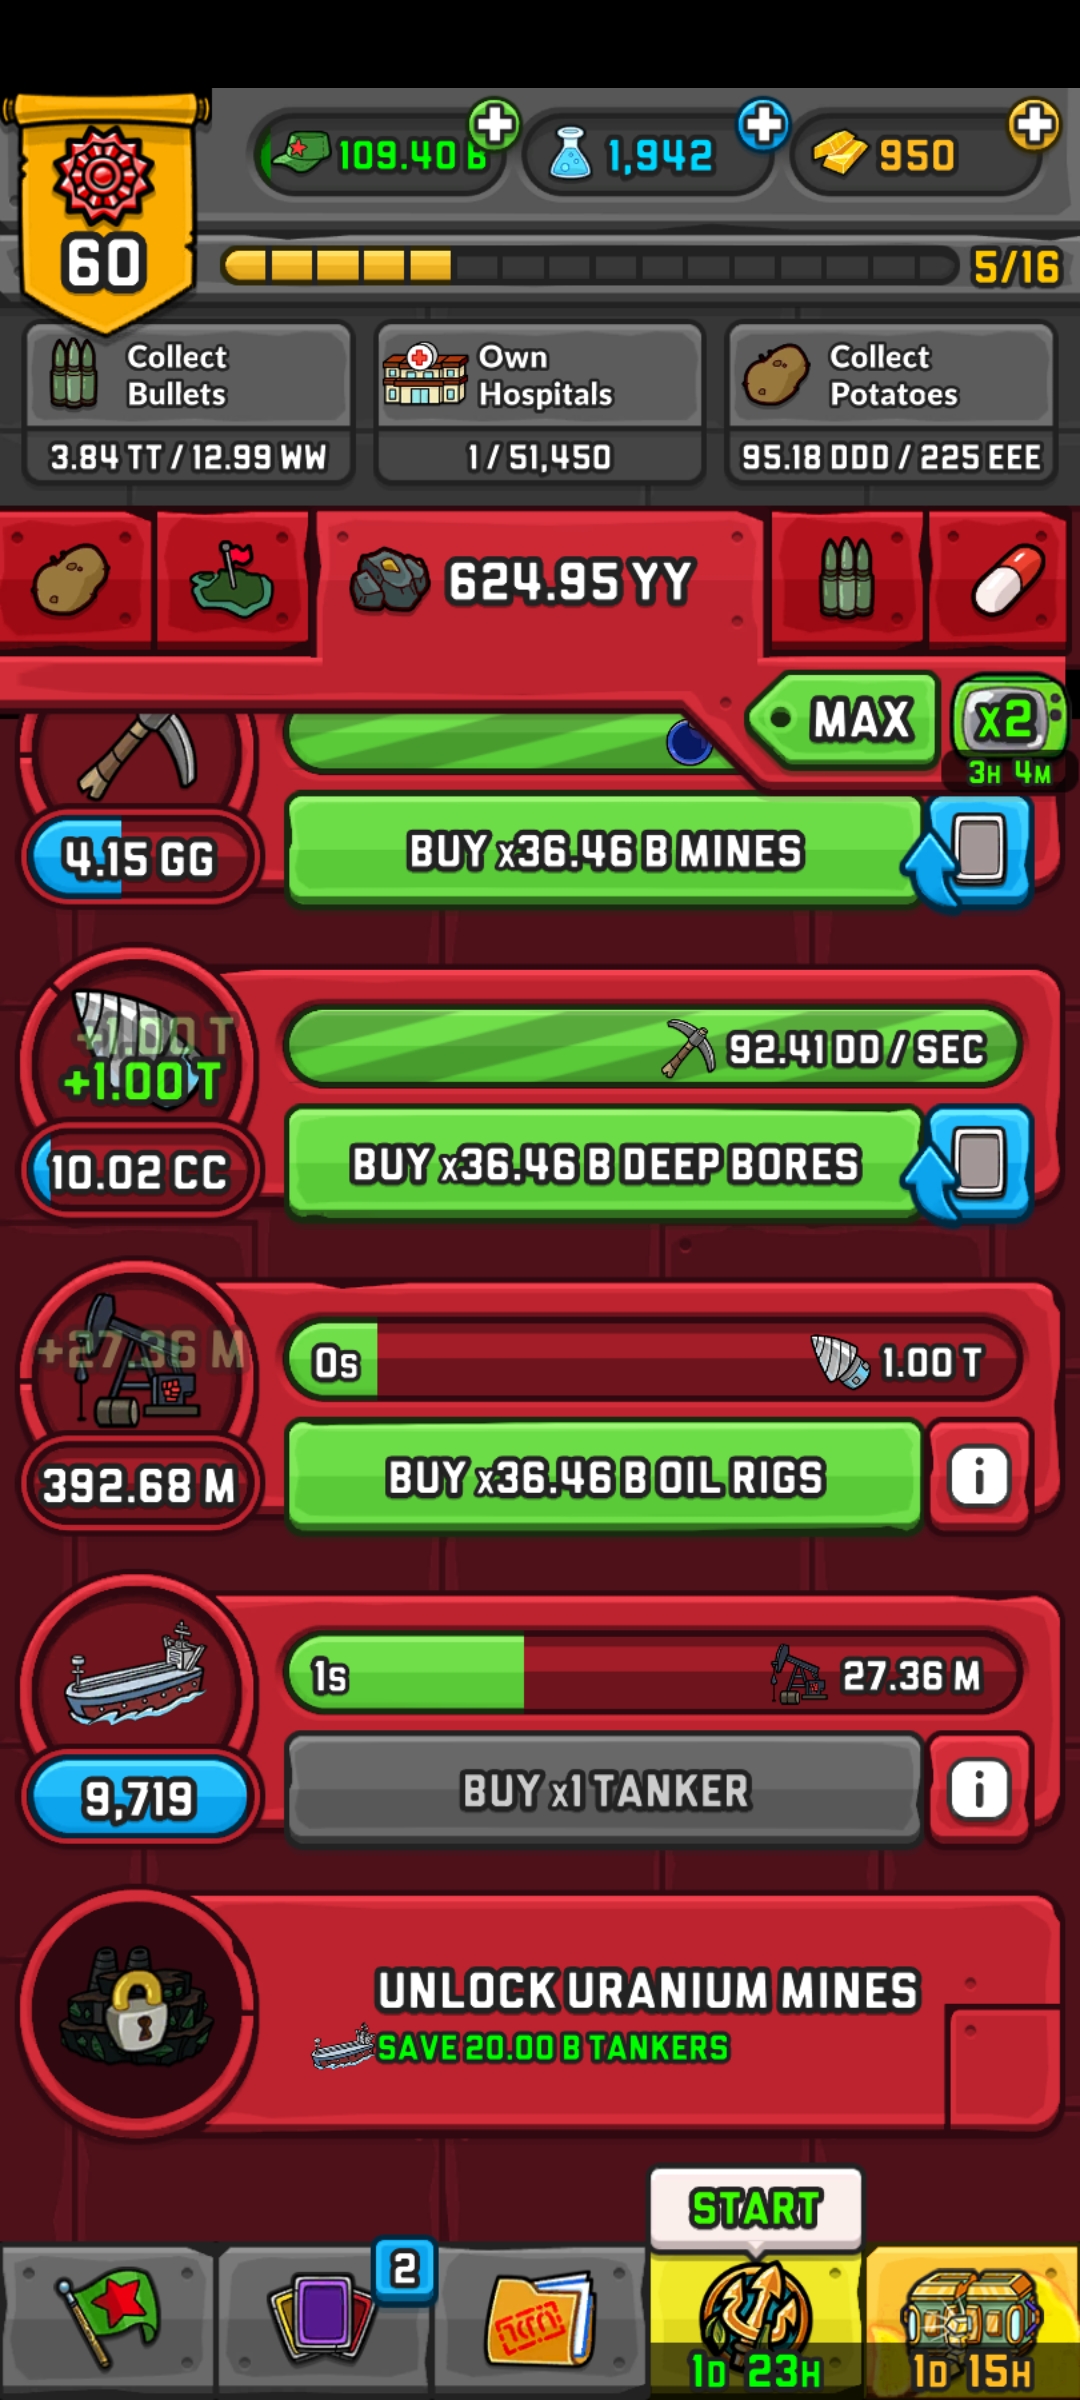 60
109.40 B
1,942
950
5/16
Collect
Bullets
3.84 TT / 12.99 WW
Own
Hospitals
1 / 51,450
Collect
Potatoes
95.18 DDD / 225 EEE
624.95 YY
MAX
x2
3H 4M
4.15 GG
BUY x36.46 B MINES
+1.00 T
+1.00 T
92.41 DD / SEC
10.02 CC
BUY x36.46 B DEEP BORES
+27.36 M
0s
1.00 T
392.68 M
BUY x36.46 B OIL RIGS
1s
27.36 M
9,719
BUY x1 TANKER
UNLOCK URANIUM MINES
SAVE 20.00 B TANKERS
START
2
1D 23H
1D 15H